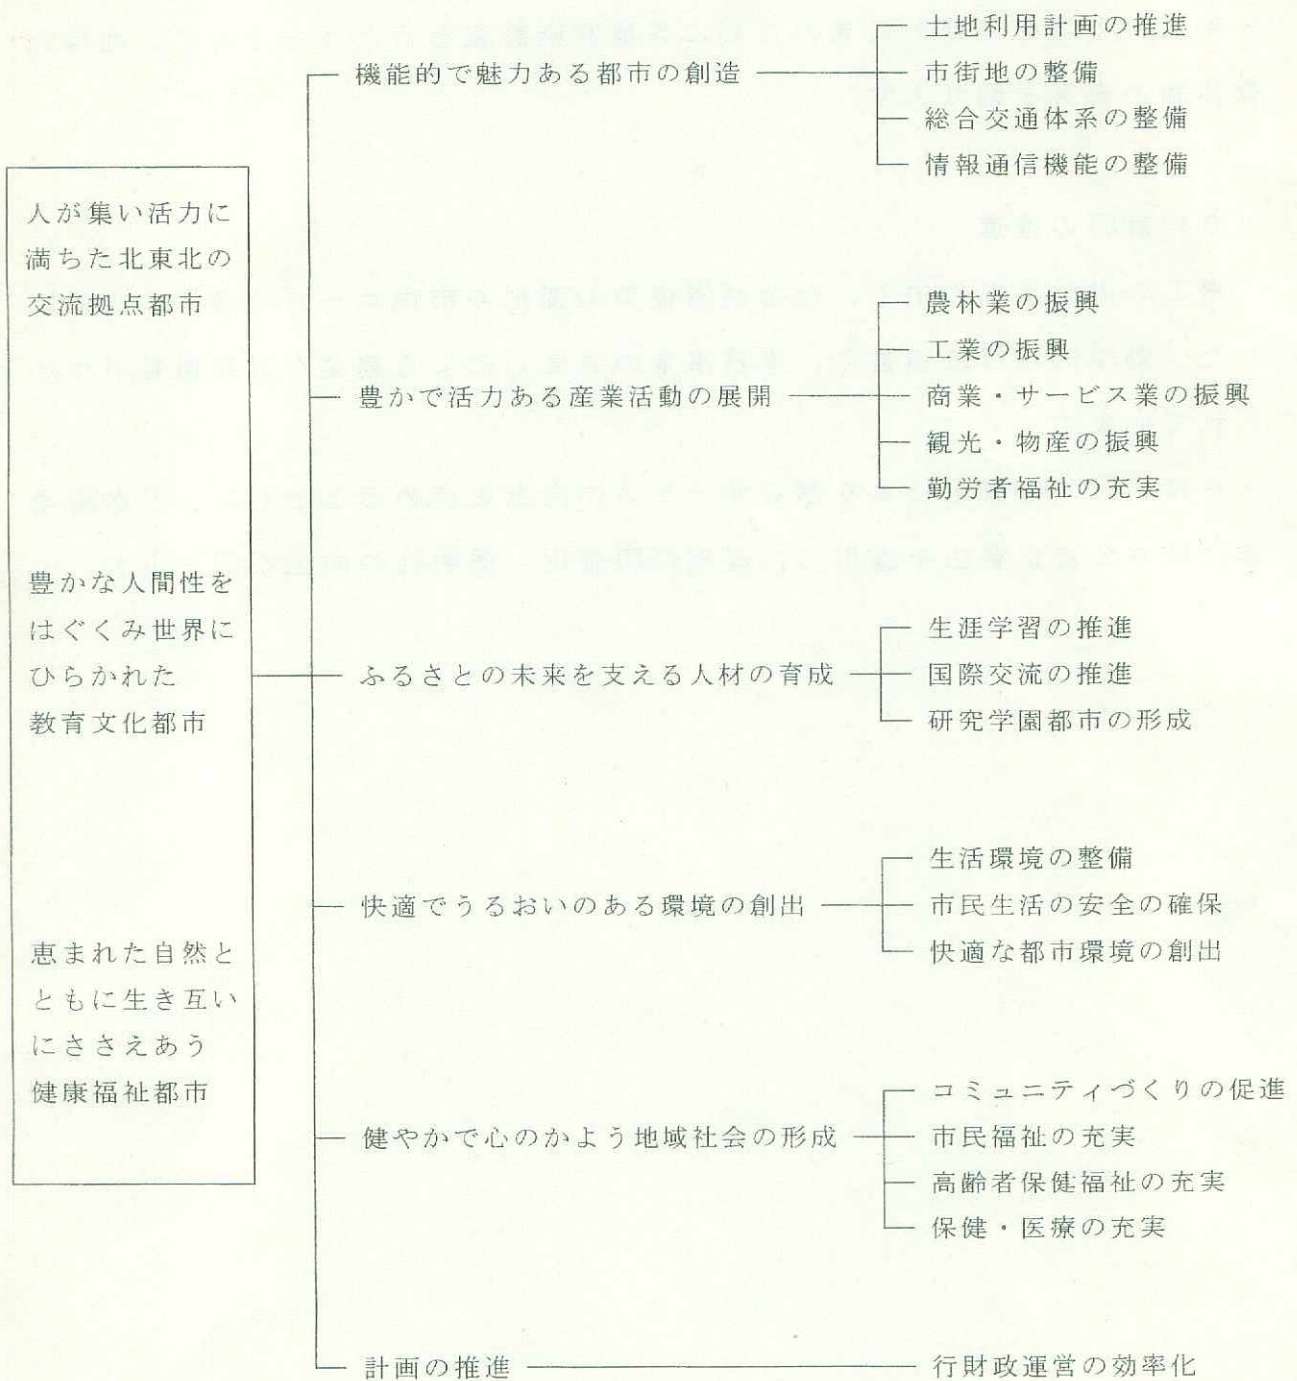 人が集い活力に
満ちた北東北の
交流拠点都市
豊かな人間性を
はぐくみ世界に
ひらかれた
教育文化都市
恵まれた自然と
ともに生き互い
にささえあう
健康福祉都市
機能的で魅力ある都市の創造
土地利用計画の推進
市街地の整備
総合交通体系の整備
情報通信機能の整備
豊かで活力ある産業活動の展開
農林業の振興
工業の振興
商業・サービス業の振興
観光・物産の振興
勤労者福祉の充実
ふるさとの未来を支える人材の育成
生涯学習の推進
国際交流の推進
研究学園都市の形成
快適でうるおいのある環境の創出
生活環境の整備
市民生活の安全の確保
快適な都市環境の創出
健やかで心のかよう地域社会の形成
コミュニティづくりの促進
市民福祉の充実
高齢者保健福祉の充実
保健・医療の充実
計画の推進
行財政運営の効率化